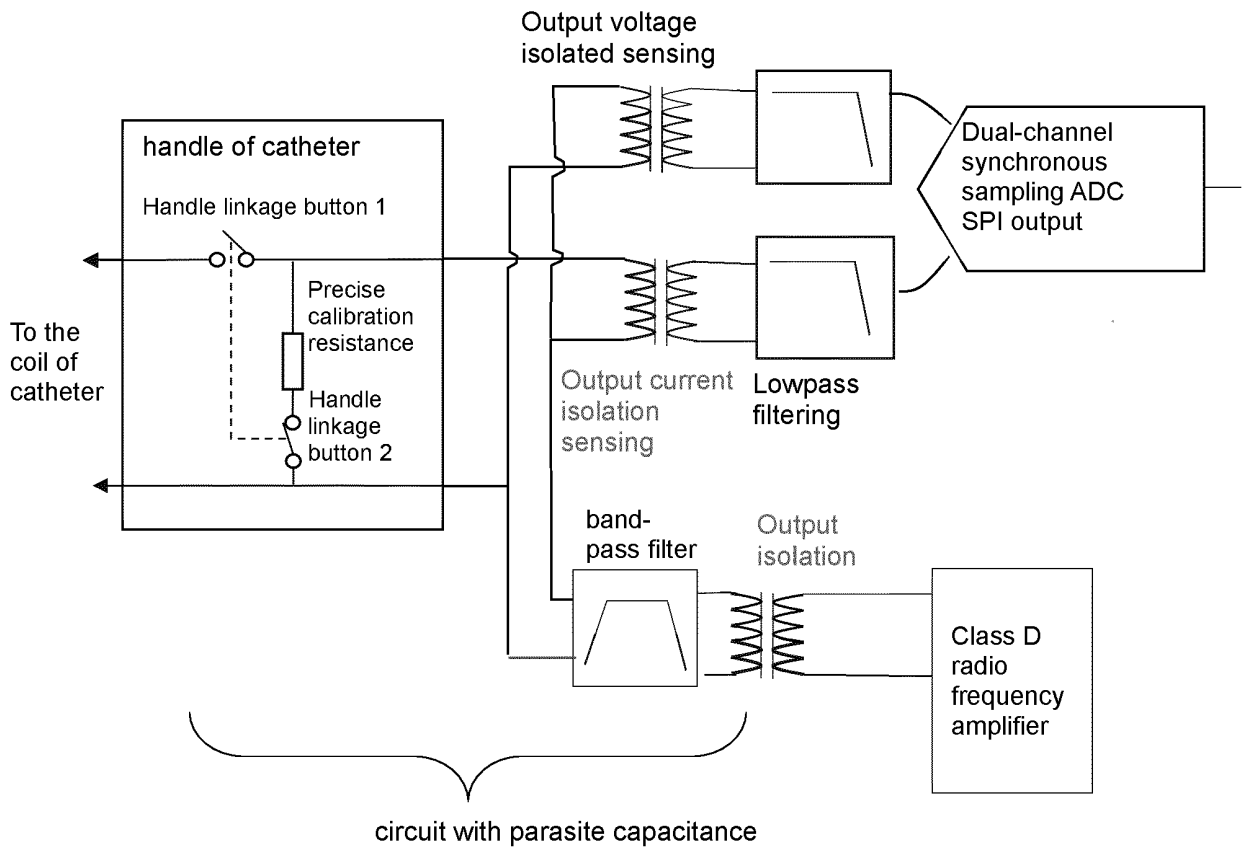 Output voltage
isolated sensing
handle of catheter
Handle linkage button 1
Dual-channel
synchronous
sampling ADC
SPI output
To the
coil of
catheter
Precise
calibration
resistance
Handle
linkage
button 2
Output current
isolation
sensing
Lowpass
filtering
band-
pass filter
Output
isolation
Class D
radio
frequency
amplifier
circuit with parasite capacitance